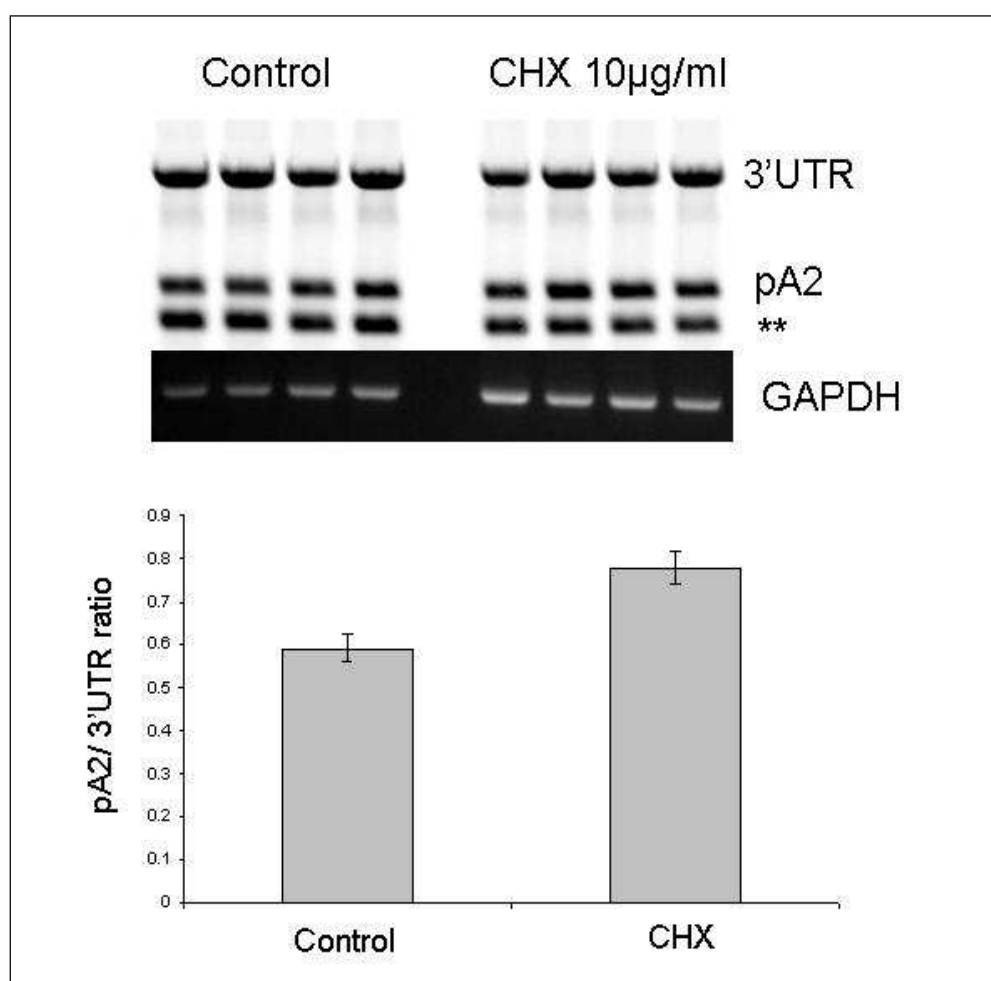 Control
CHX 10µg/ml
3'UTR
pA2
**
GAPDH
0.9
0.8
0.7
0.6
0.5
0.4
0.3
0.2
0.1
0
pA2/ 3'UTR ratio
Control
CHX